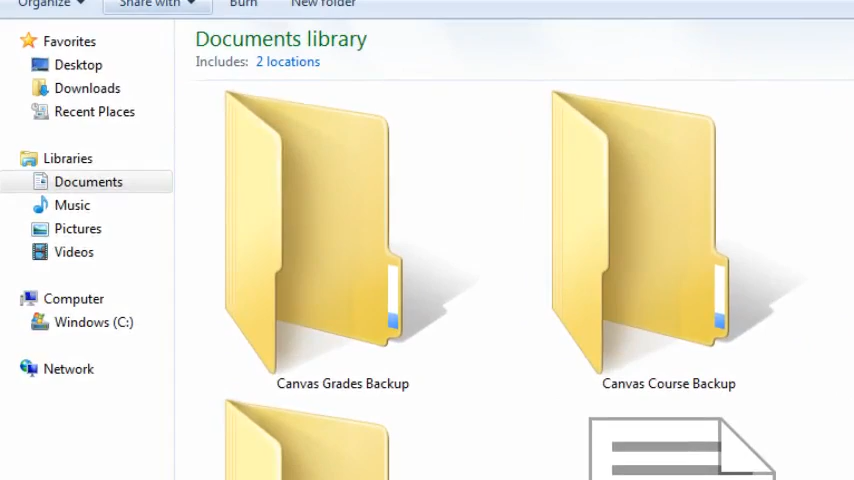 Organize
Share with
Burn
New folder
Favorites
Desktop
Downloads
Recent Places
Libraries
Documents
Music
Pictures
Videos
Computer
Windows (C:)
Network
Documents library
Includes: 2 locations
Canvas Grades Backup
Canvas Course Backup